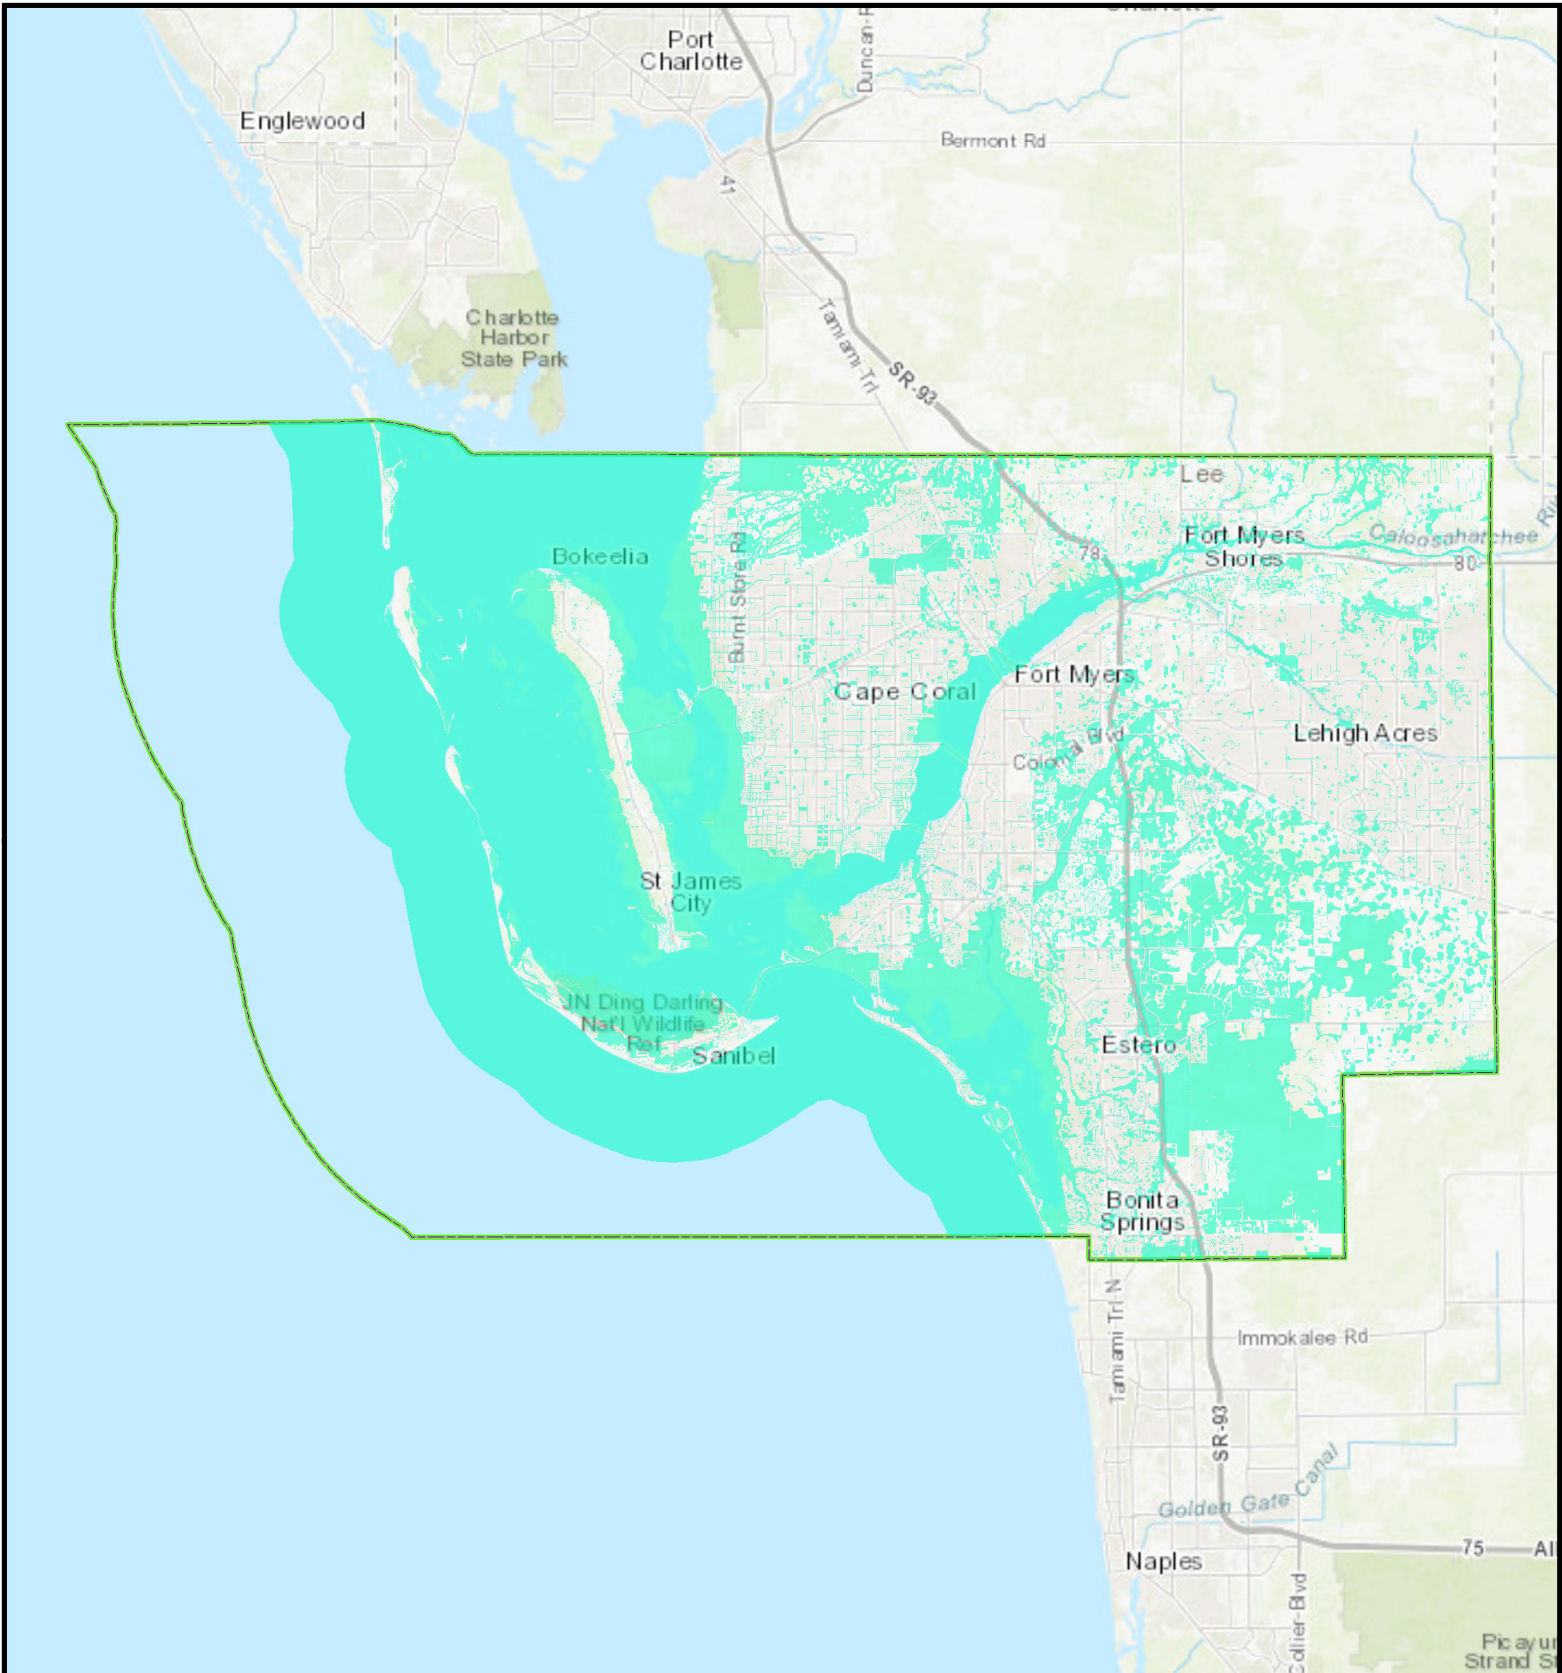 Port
Charlotte
Englewood
Bermont Rd
41
Charlotte
Harbor
State Park
Tamiami Trl
SR-93
Lee
Fort Myers
Shores
Caloosahatchee
78
80
Bokeelia
Burnt Store Rd
Cape Coral
Fort Myers
Colonial Blvd
Lehigh Acres
St James
City
JN Ding Darling
Nat'l Wildlife
Ref
Sanibel
Estero
Bonita
Springs
Tamiami Trl N
Immokalee Rd
SR-93
Golden Gate Canal
75
Naples
Collier Blvd
Strand